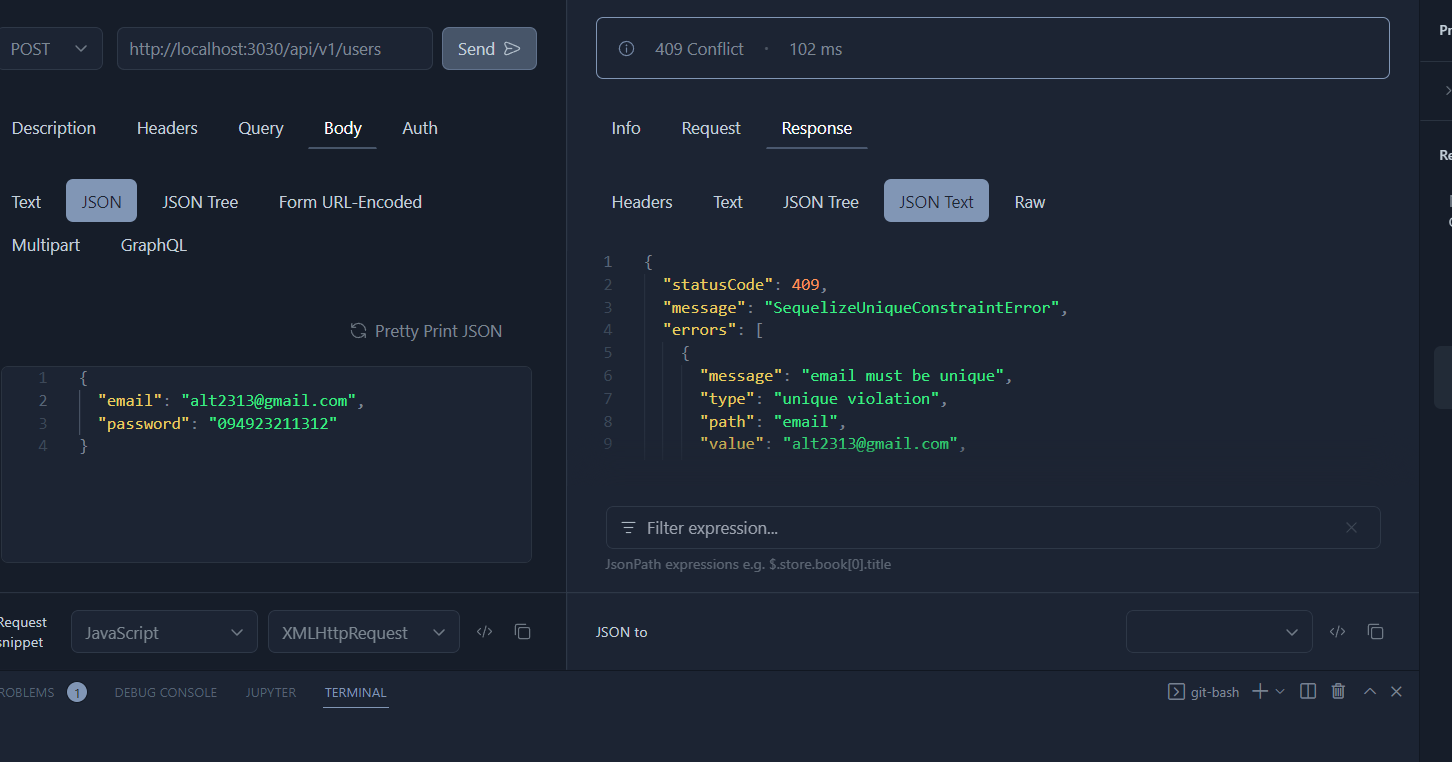 POST
http://localhost:3030/api/v1/users
Send
Description Headers Query Body Auth
Text JSON JSON Tree Form URL-Encoded
Multipart GraphQL
Pretty Print JSON
1 {
2 "email": "alt2313@gmail.com",
3 "password": "094923211312"
4 }
Request
snippet
JavaScript
XMLHttpRequest
409 Conflict • 102 ms
Info Request Response
Headers Text JSON Tree JSON Text Raw
1 {
2 "statusCode": 409,
3 "message": "SequelizeUniqueConstraintError",
4 "errors": [
5 {
6 "message": "email must be unique",
7 "type": "unique violation",
8 "path": "email",
9 "value": "alt2313@gmail.com",
Filter expression...
JsonPath expressions e.g. $.store.book[0].title
JSON to
ROBLEMS 1 DEBUG CONSOLE JUPYTER TERMINAL
git-bash
Pr
Re